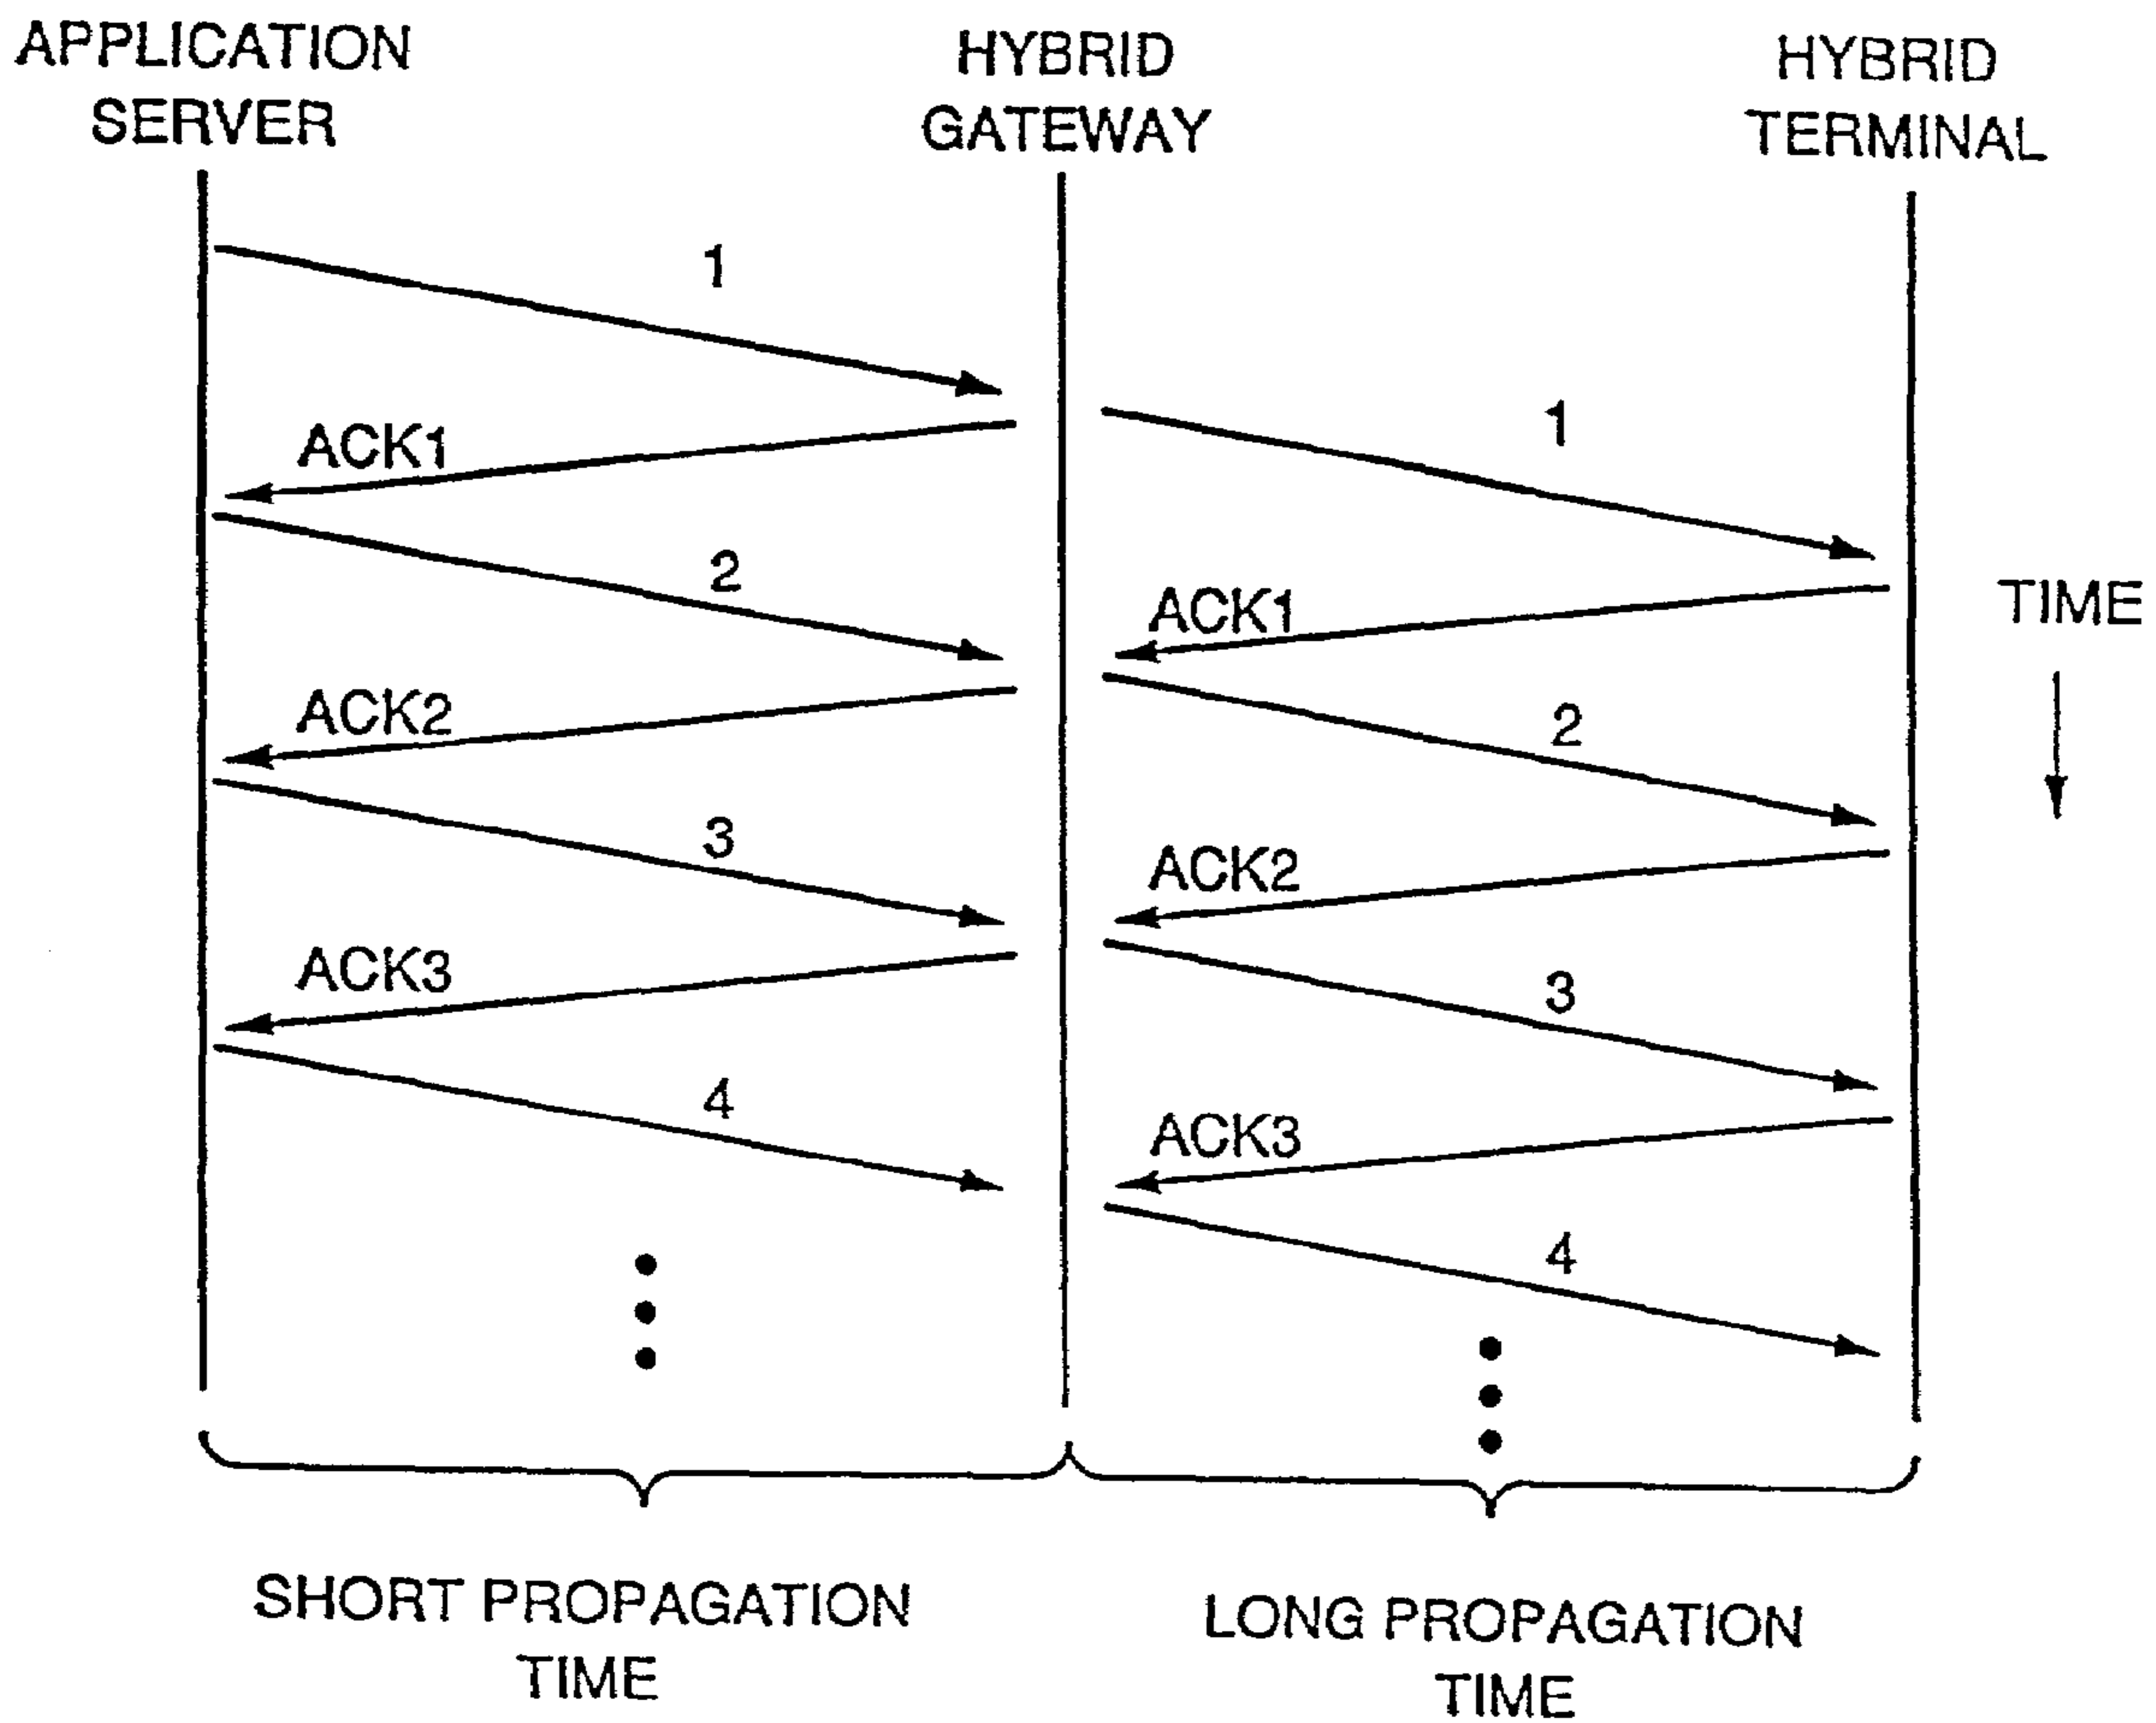 APPLICATION
SERVER
HYBRID
GATEWAY
HYBRID
TERMINAL
1
1
ACK1
2
ACK1
TIME
ACK2
2
3
ACK2
ACK3
3
4
ACK3
4
SHORT PROPAGATION
TIME
LONG PROPAGATION
TIME